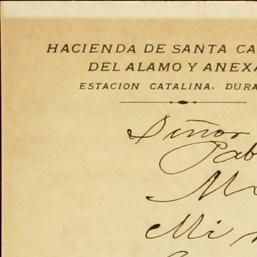 HACIENDA DE SANTA CA
DEL ALAMO Y ANEXA
ESTACION CATALINA. DURA
Señor
Pab
Mi